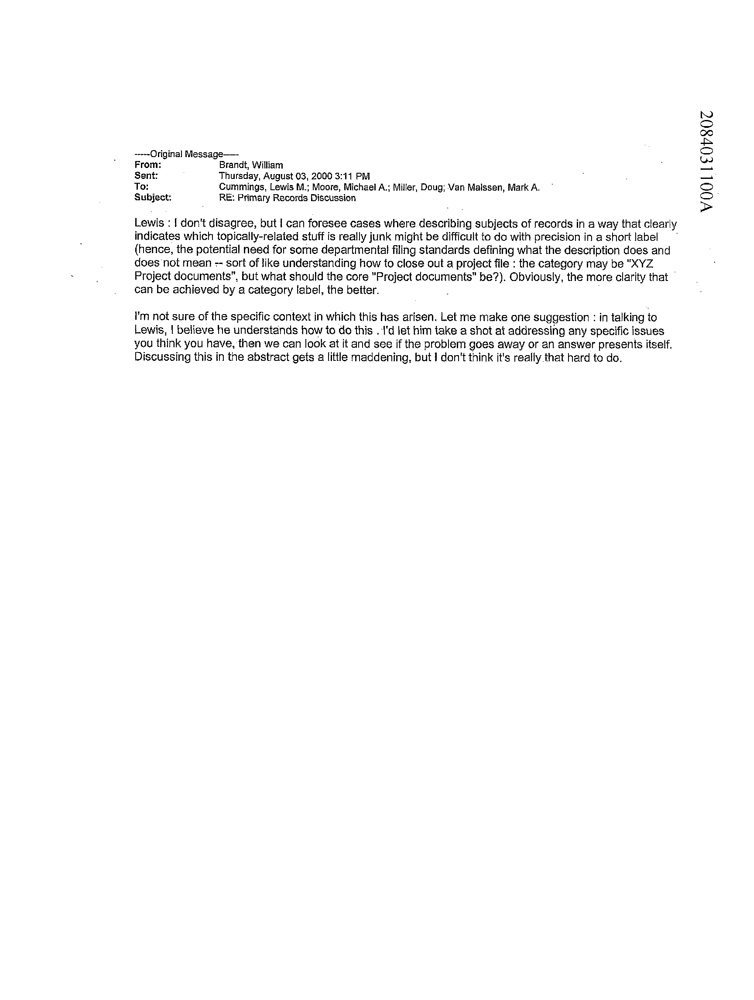 2084031100A
-----Original Message-----
From: Brandt, William
Sent: Thursday, August 03, 2000 3:11 PM
To: Cummings, Lewis M.; Moore, Michael A.; Miller, Doug; Van Maissen, Mark A.
Subject: RE: Primary Records Discussion
Lewis : I don't disagree, but I can foresee cases where describing subjects of records in a way that clearly
indicates which topically-related stuff is really junk might be difficult to do with precision in a short label
(hence, the potential need for some departmental filing standards defining what the description does and
does not mean -- sort of like understanding how to close out a project file : the category may be "XYZ
Project documents", but what should the core "Project documents" be?). Obviously, the more clarity that
can be achieved by a category label, the better.
I'm not sure of the specific context in which this has arisen. Let me make one suggestion : in talking to
Lewis, I believe he understands how to do this . I'd let him take a shot at addressing any specific issues
you think you have, then we can look at it and see if the problem goes away or an answer presents itself.
Discussing this in the abstract gets a little maddening, but I don't think it's really that hard to do.